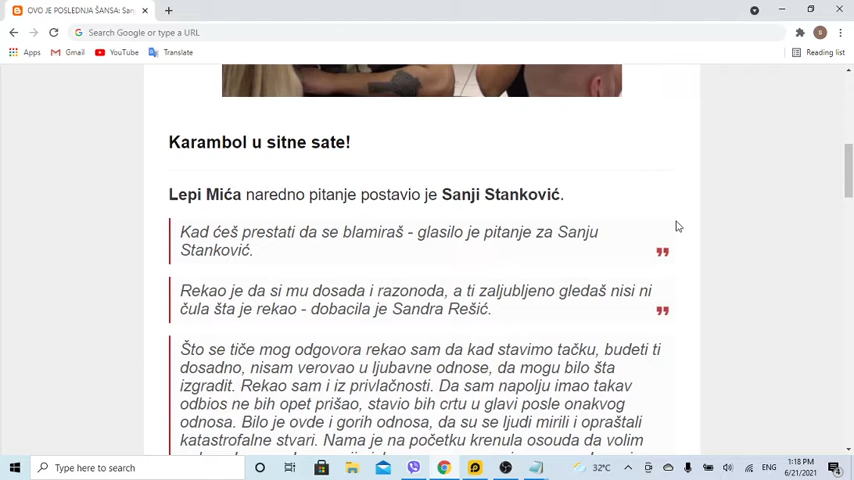 OVO JE POSLEDNJA ŠANSA: Sanj
Search Google or type a URL
B
Apps
Gmail
YouTube
Translate
Reading list
Karambol u sitne sate!
Lepi Mića naredno pitanje postavio je Sanji Stanković.
Kad ćeš prestati da se blamiraš - glasilo je pitanje za Sanju
Stanković.
Rekao je da si mu dosada i razonoda, a ti zaljubljeno gledaš nisi ni
čula šta je rekao - dobacila je Sandra Rešić.
Što se tiče mog odgovora rekao sam da kad stavimo tačku, budeti ti
dosadno, nisam verovao u ljubavne odnose, da mogu bilo šta
izgradit. Rekao sam i iz privlačnosti. Da sam napolju imao takav
odbios ne bih opet prišao, stavio bih crtu u glavi posle onakvog
odnosa. Bilo je ovde i gorih odnosa, da su se ljudi mirili i opraštali
katastrofalne stvari. Nama je na početku krenula osouda da volim
Type here to search
32°C
ENG
1:18 PM
6/21/2021
4